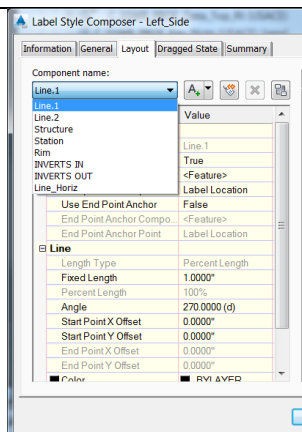 Label Style Composer - Left_Side
Information General Layout Dragged State Summary
Component name:
Line.1
Line.1
Line.2
Structure
Station
Rim
INVERTS IN
INVERTS OUT
Line_Horiz
Value
Line.1
True
<Feature>
Label Location
Use End Point Anchor False
End Point Anchor Compo... <Feature>
End Point Anchor Point Label Location
Line
Length Type Percent Length
Fixed Length 1.0000"
Percent Length 100%
Angle 270.0000 (d)
Start Point X Offset 0.0000"
Start Point Y Offset 0.0000"
End Point X Offset 0.0000"
End Point Y Offset 0.0000"
Color BYLAYER